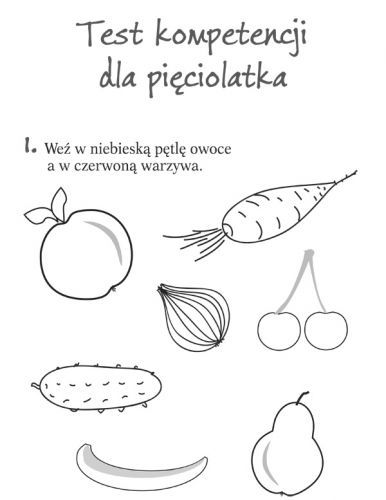 Test kompetencji
dla pięciolatka
1. Weź w niebieską pętlę owoce
a w czerwoną warzywa.